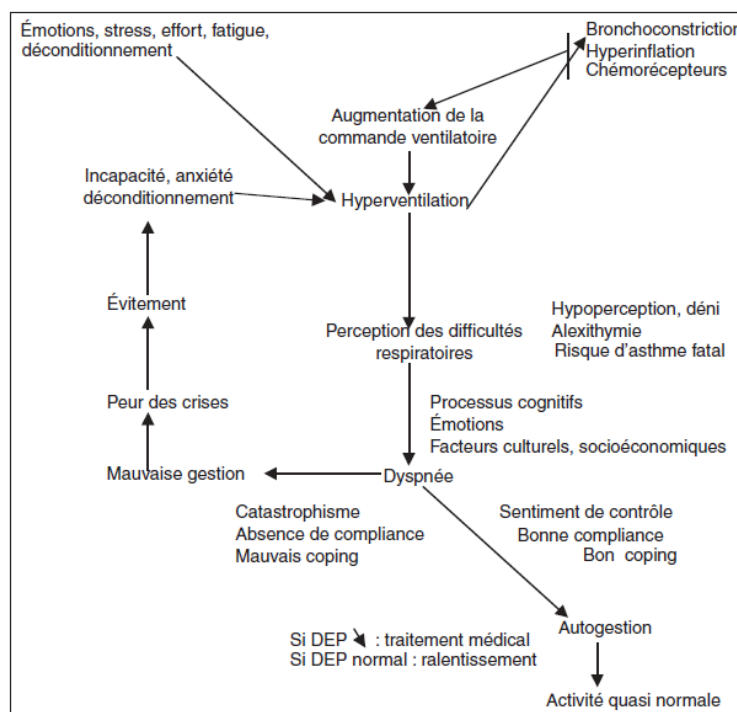 Émotions, stress, effort, fatigue,
déconditionnement
Bronchoconstriction
Hyperinflation
Chémorécepteurs
Augmentation de la
commande ventilatoire
Incapacité, anxiété
déconditionnement
Hyperventilation
Évitement
Hypoperception, déni
Alexithymie
Risque d'asthme fatal
Perception des difficultés
respiratoires
Peur des crises
Processus cognitifs
Émotions
Facteurs culturels, socioéconomiques
Mauvaise gestion
Dyspnée
Catastrophisme
Absence de compliance
Mauvais coping
Sentiment de contrôle
Bonne compliance
Bon coping
Autogestion
Si DEP ↘ : traitement médical
Si DEP normal : ralentissement
Activité quasi normale